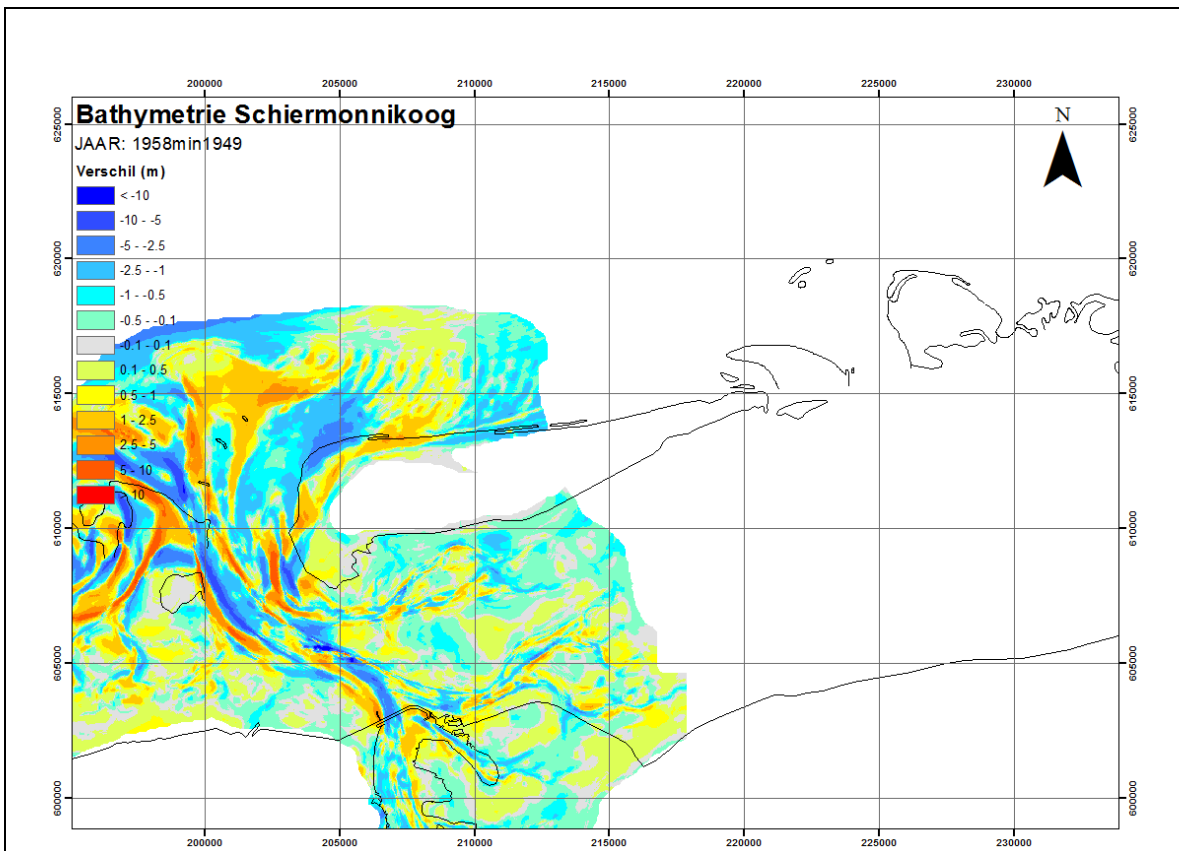 200000 205000 210000 215000 220000 225000 230000
Bathymetrie Schiermonnikoog
JAAR: 1958min1949
Verschil (m)
< -10
-10 - -5
-5 - -2.5
-2.5 - -1
-1 - -0.5
-0.5 - -0.1
-0.1 - 0.1
0.1 - 0.5
0.5 - 1
1 - 2.5
2.5 - 5
5 - 10
> 10
N
625000 625000
620000 620000
615000 615000
610000 610000
605000 605000
600000 600000
200000 205000 210000 215000 220000 225000 230000